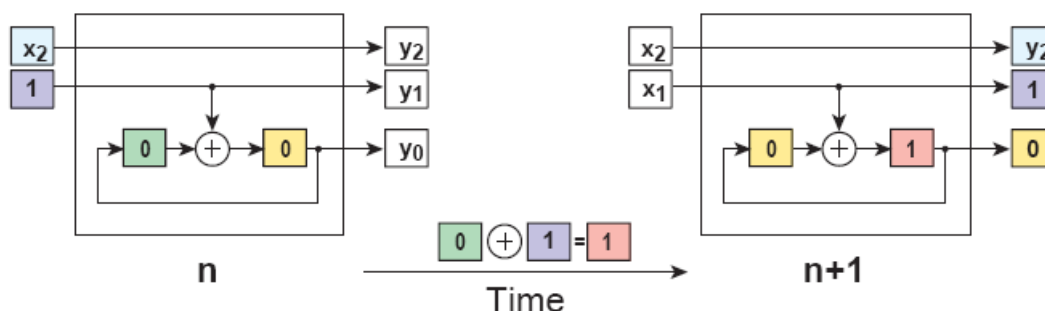 x2 y2 x2 y2
1 y1 x1 1
0 + 0 y0 0 + 1 0
0 + 1 = 1
n n+1
Time